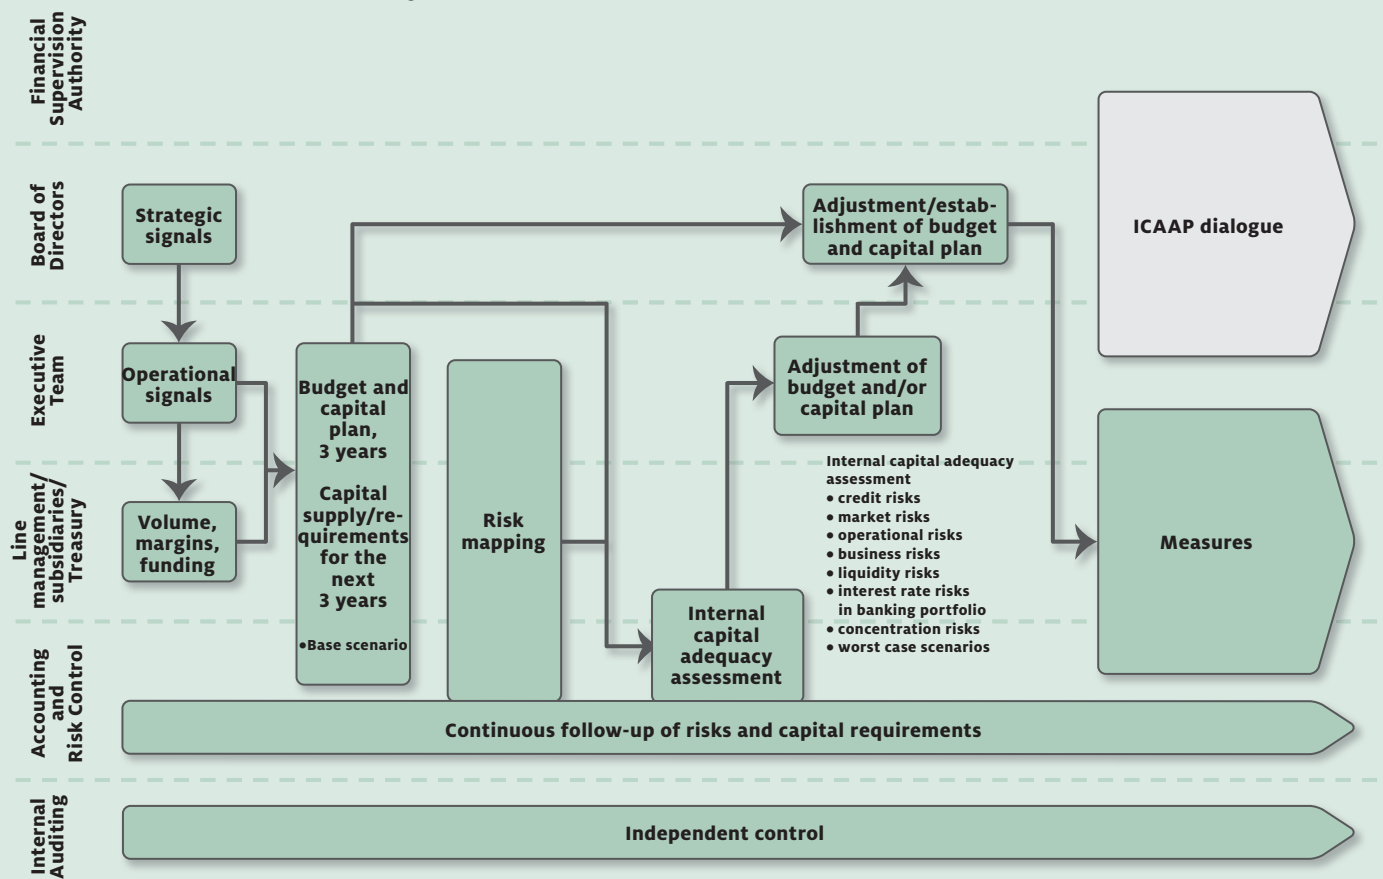 Financial
Supervision
Authority
Board of
Directors
Strategic
signals
Adjustment/estab-
lishment of budget
and capital plan
ICAAP dialogue
Executive
Team
Operational
signals
Budget and
capital
plan,
3 years
Capital
supply/re-
quirements
for the
next
3 years
•Base scenario
Risk
mapping
Adjustment of
budget and/or
capital plan
Line
management/
subsidiaries/
Treasury
Volume,
margins,
funding
Internal capital adequacy
assessment
• credit risks
• market risks
• operational risks
• business risks
• liquidity risks
• interest rate risks
in banking portfolio
• concentration risks
• worst case scenarios
Measures
Internal
capital
adequacy
assessment
Accounting
and
Risk Control
Continuous follow-up of risks and capital requirements
Internal
Auditing
Independent control